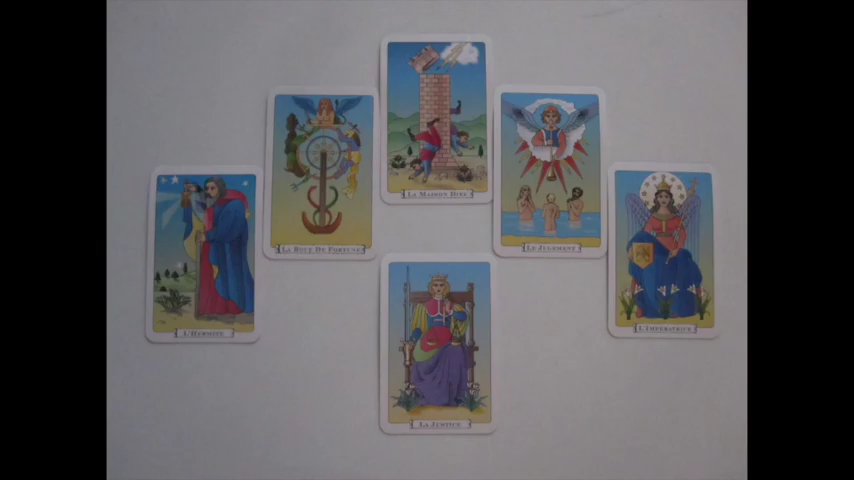 La Maison Dieu
La Roue De Fortune
Le Jugement
L'Hermite
L'Impératrice
La Justice